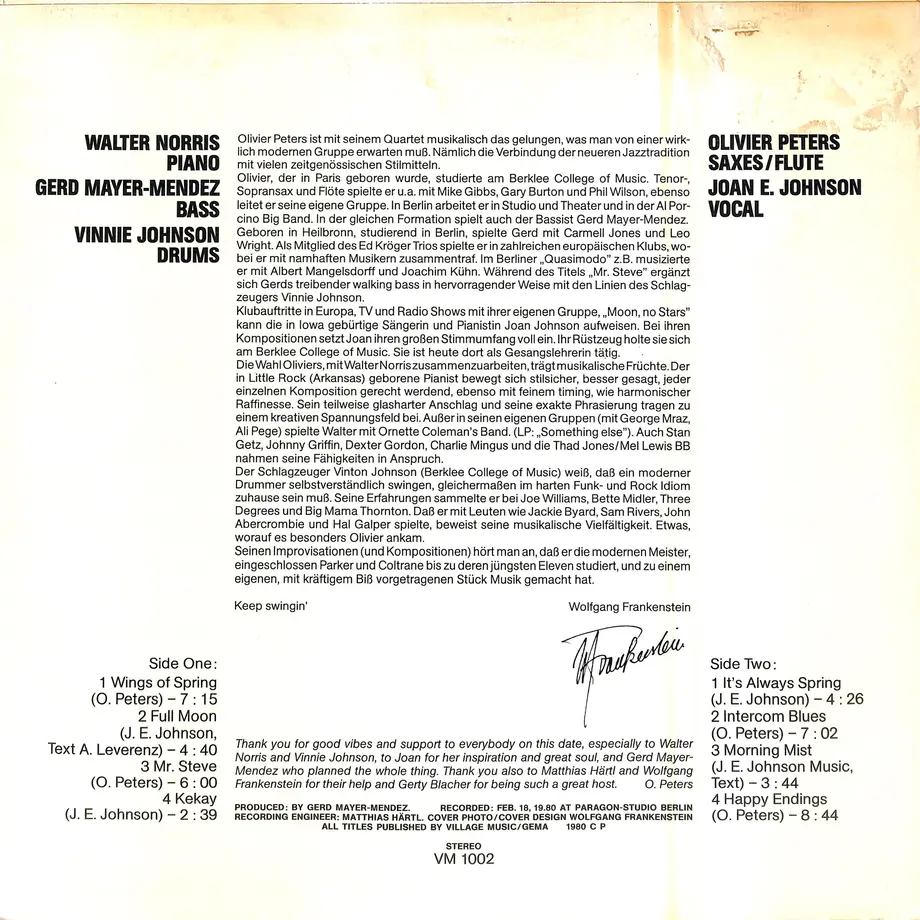 WALTER NORRIS
PIANO
GERD MAYER-MENDEZ
BASS
VINNIE JOHNSON
DRUMS
Olivier Peters ist mit seinem Quartet musikalisch das gelungen, was man von einer wirk-
lich modernen Gruppe erwarten muß. Nämlich die Verbindung der neueren Jazztradition
mit vielen zeitgenössischen Stilmitteln.
Olivier, der in Paris geboren wurde, studierte am Berklee College of Music. Tenor-,
Sopransax und Flöte spielte er u.a. mit Mike Gibbs, Gary Burton und Phil Wilson, ebenso
leitet er seine eigene Gruppe. In Berlin arbeitet er in Studio und Theater und in der Al Por-
cino Big Band. In der gleichen Formation spielt auch der Bassist Gerd Mayer-Mendez.
Geboren in Heilbronn, studierend in Berlin, spielte Gerd mit Carmell Jones und Leo
Wright. Als Mitglied des Ed Kröger Trios spielte er in zahlreichen europäischen Klubs, wo-
bei er mit namhaften Musikern zusammentraf. Im Berliner „Quasimodo" z.B. musizierte
er mit Albert Mangelsdorff und Joachim Kühn. Während des Titels „Mr. Steve" ergänzt
sich Gerds treibender walking bass in hervorragender Weise mit den Linien des Schlag-
zeugers Vinnie Johnson.
Klubauftritte in Europa, TV und Radio Shows mit ihrer eigenen Gruppe, „Moon, no Stars"
kann die in Iowa gebürtige Sängerin und Pianistin Joan Johnson aufweisen. Bei ihren
Kompositionen setzt Joan ihren großen Stimmumfang voll ein. Ihr Rüstzeug holte sie sich
am Berklee College of Music. Sie ist heute dort als Gesangslehrerin tätig.
Die Wahl Oliviers, mit Walter Norris zusammenzuarbeiten, trägt musikalische Früchte. Der
in Little Rock (Arkansas) geborene Pianist bewegt sich stilsicher, besser gesagt, jeder
einzelnen Komposition gerecht werdend, ebenso mit feinem timing, wie harmonischer
Raffinesse. Sein teilweise glasharter Anschlag und seine exakte Phrasierung tragen zu
einem kreativen Spannungsfeld bei. Außer in seinen eigenen Gruppen (mit George Mraz,
Ali Pege) spielte Walter mit Ornette Coleman's Band. (LP: „Something else"). Auch Stan
Getz, Johnny Griffin, Dexter Gordon, Charlie Mingus und die Thad Jones/Mel Lewis BB
nahmen seine Fähigkeiten in Anspruch.
Der Schlagzeuger Vinton Johnson (Berklee College of Music) weiß, daß ein moderner
Drummer selbstverständlich swingen, gleichermaßen im harten Funk- und Rock Idiom
zuhause sein muß. Seine Erfahrungen sammelte er bei Joe Williams, Bette Midler, Three
Degrees und Big Mama Thornton. Daß er mit Leuten wie Jackie Byard, Sam Rivers, John
Abercrombie und Hal Galper spielte, beweist seine musikalische Vielfältigkeit. Etwas,
worauf es besonders Olivier ankam.
Seinen Improvisationen (und Kompositionen) hört man an, daß er die modernen Meister,
eingeschlossen Parker und Coltrane bis zu deren jüngsten Eleven studiert, und zu einem
eigenen, mit kräftigem Biß vorgetragenen Stück Musik gemacht hat.
Keep swingin' Wolfgang Frankenstein
W Frankenstein
OLIVIER PETERS
SAXES/FLUTE
JOAN E. JOHNSON
VOCAL
Side One:
1 Wings of Spring
(O. Peters) – 7 : 15
2 Full Moon
(J. E. Johnson,
Text A. Leverenz) – 4 : 40
3 Mr. Steve
(O. Peters) – 6 : 00
4 Kekay
(J. E. Johnson) – 2 : 39
Thank you for good vibes and support to everybody on this date, especially to Walter
Norris and Vinnie Johnson, to Joan for her inspiration and great soul, and Gerd Mayer-
Mendez who planned the whole thing. Thank you also to Matthias Härtl and Wolfgang
Frankenstein for their help and Gerty Blacher for being such a great host. O. Peters
PRODUCED: BY GERD MAYER-MENDEZ. RECORDED: FEB. 18, 19.80 AT PARAGON-STUDIO BERLIN
RECORDING ENGINEER: MATTHIAS HÄRTL. COVER PHOTO/COVER DESIGN WOLFGANG FRANKENSTEIN
ALL TITLES PUBLISHED BY VILLAGE MUSIC/GEMA 1980 C P
STEREO
VM 1002
Side Two:
1 It's Always Spring
(J. E. Johnson) – 4 : 26
2 Intercom Blues
(O. Peters) – 7 : 02
3 Morning Mist
(J. E. Johnson Music,
Text) – 3 : 44
4 Happy Endings
(O. Peters) – 8 : 44